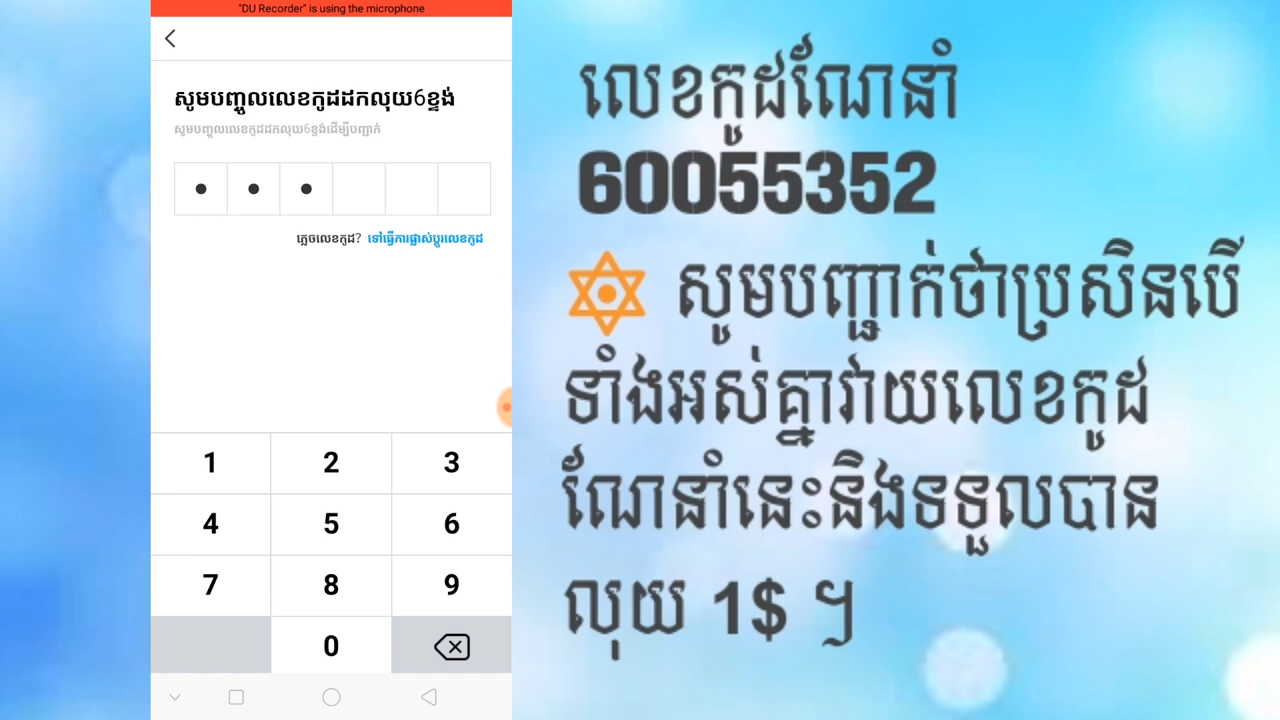 "DU Recorder" is using the microphone
សូមបញ្ចូលលេខកូដដកលុយ6ខ្ទង់
សូមបញ្ចូលលេខកូដដកលុយ6ខ្ទង់ដើម្បីបញ្ជាក់
ភ្លេចលេខកូដ? ទៅធ្វើការផ្លាស់ប្តូរលេខកូដ
1 2 3
4 5 6
7 8 9
0
លេខកូដណែនាំ
60055352
សូមបញ្ជាក់ថាប្រសិនបើ
ទាំងអស់គ្នាវាយលេខកូដ
ណែនាំនេះនិងទទួលបាន
លុយ 1$ ។